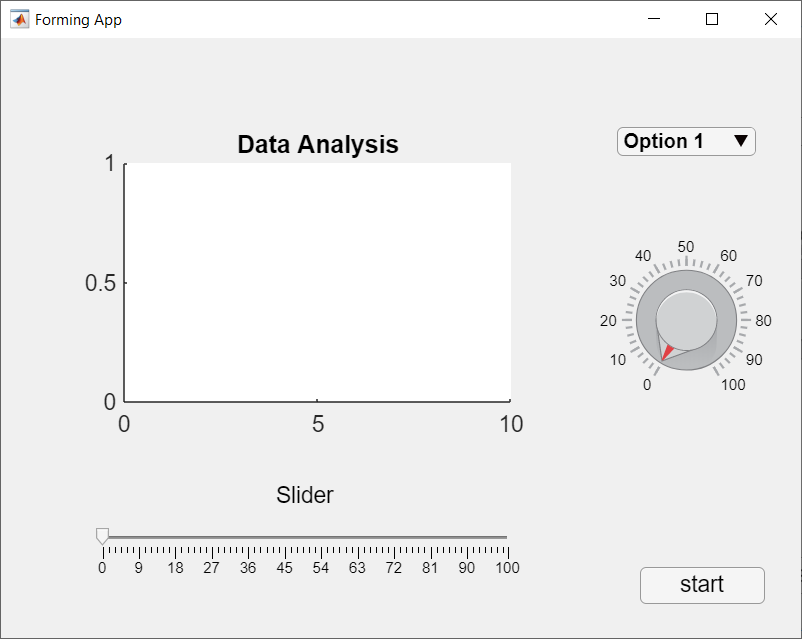 Forming App
Data Analysis
Option 1
1
0.5
0
0 5 10
50
40 60
30 70
20 80
10 90
0 100
Slider
0 9 18 27 36 45 54 63 72 81 90 100
start